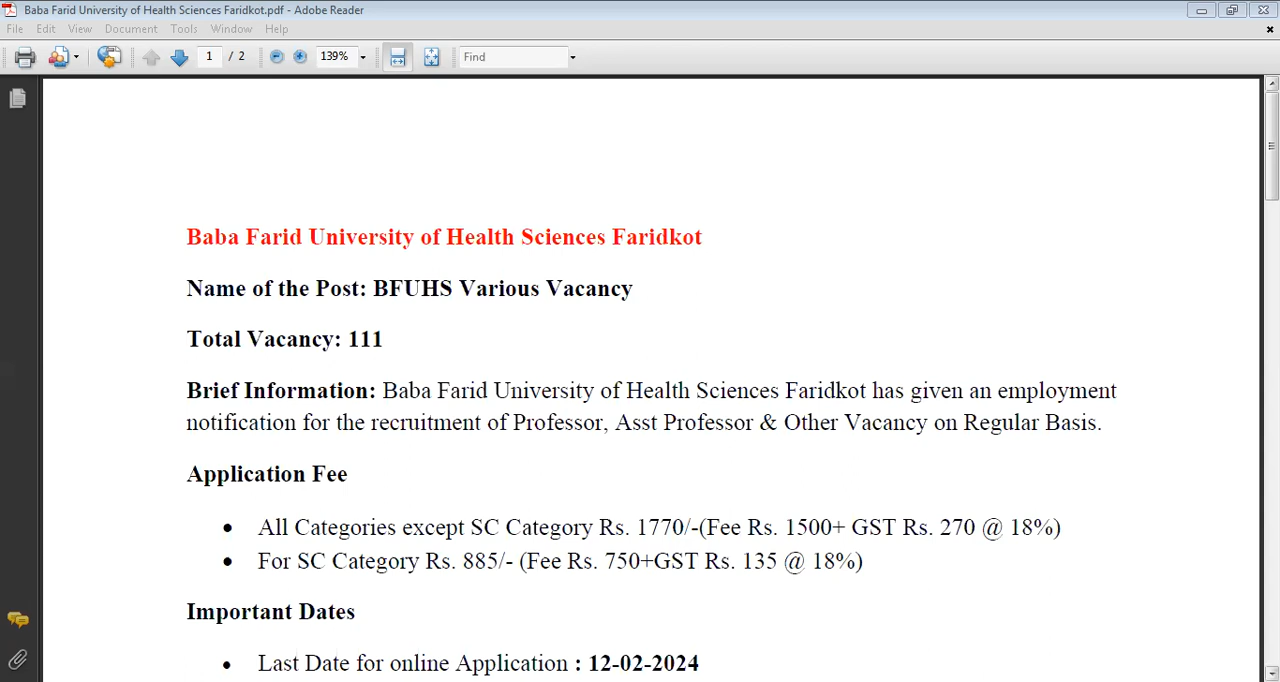 Baba Farid University of Health Sciences Faridkot.pdf - Adobe Reader
File Edit View Document Tools Window Help
1 / 2 139% Find
Baba Farid University of Health Sciences Faridkot
Name of the Post: BFUHS Various Vacancy
Total Vacancy: 111
Brief Information: Baba Farid University of Health Sciences Faridkot has given an employment
notification for the recruitment of Professor, Asst Professor & Other Vacancy on Regular Basis.
Application Fee
• All Categories except SC Category Rs. 1770/-(Fee Rs. 1500+ GST Rs. 270 @ 18%)
• For SC Category Rs. 885/- (Fee Rs. 750+GST Rs. 135 @ 18%)
Important Dates
• Last Date for online Application : 12-02-2024